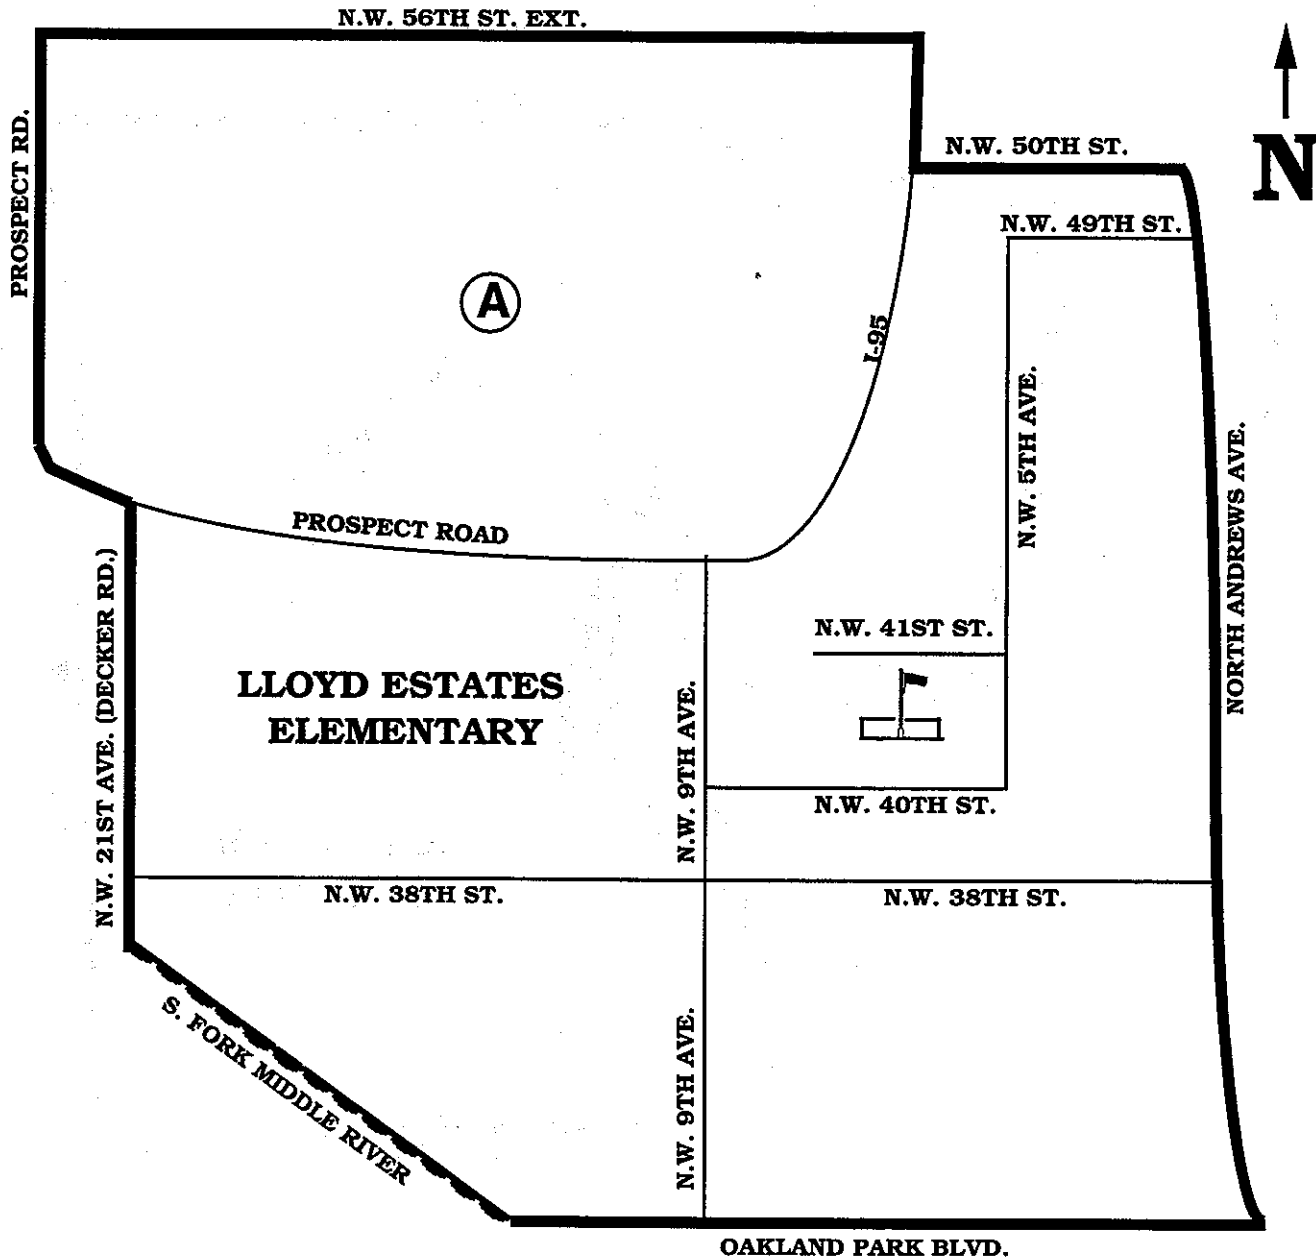 N.W. 56TH ST. EXT.
PROSPECT RD.
N.W. 50TH ST.
N
N.W. 49TH ST.
A
I-95
N.W. 5TH AVE.
NORTH ANDREWS AVE.
PROSPECT ROAD
N.W. 21ST AVE. (DECKER RD.)
N.W. 41ST ST.
LLOYD ESTATES
ELEMENTARY
N.W. 9TH AVE.
N.W. 40TH ST.
N.W. 38TH ST.
N.W. 38TH ST.
S. FORK MIDDLE RIVER
N.W. 9TH AVE.
OAKLAND PARK BLVD.